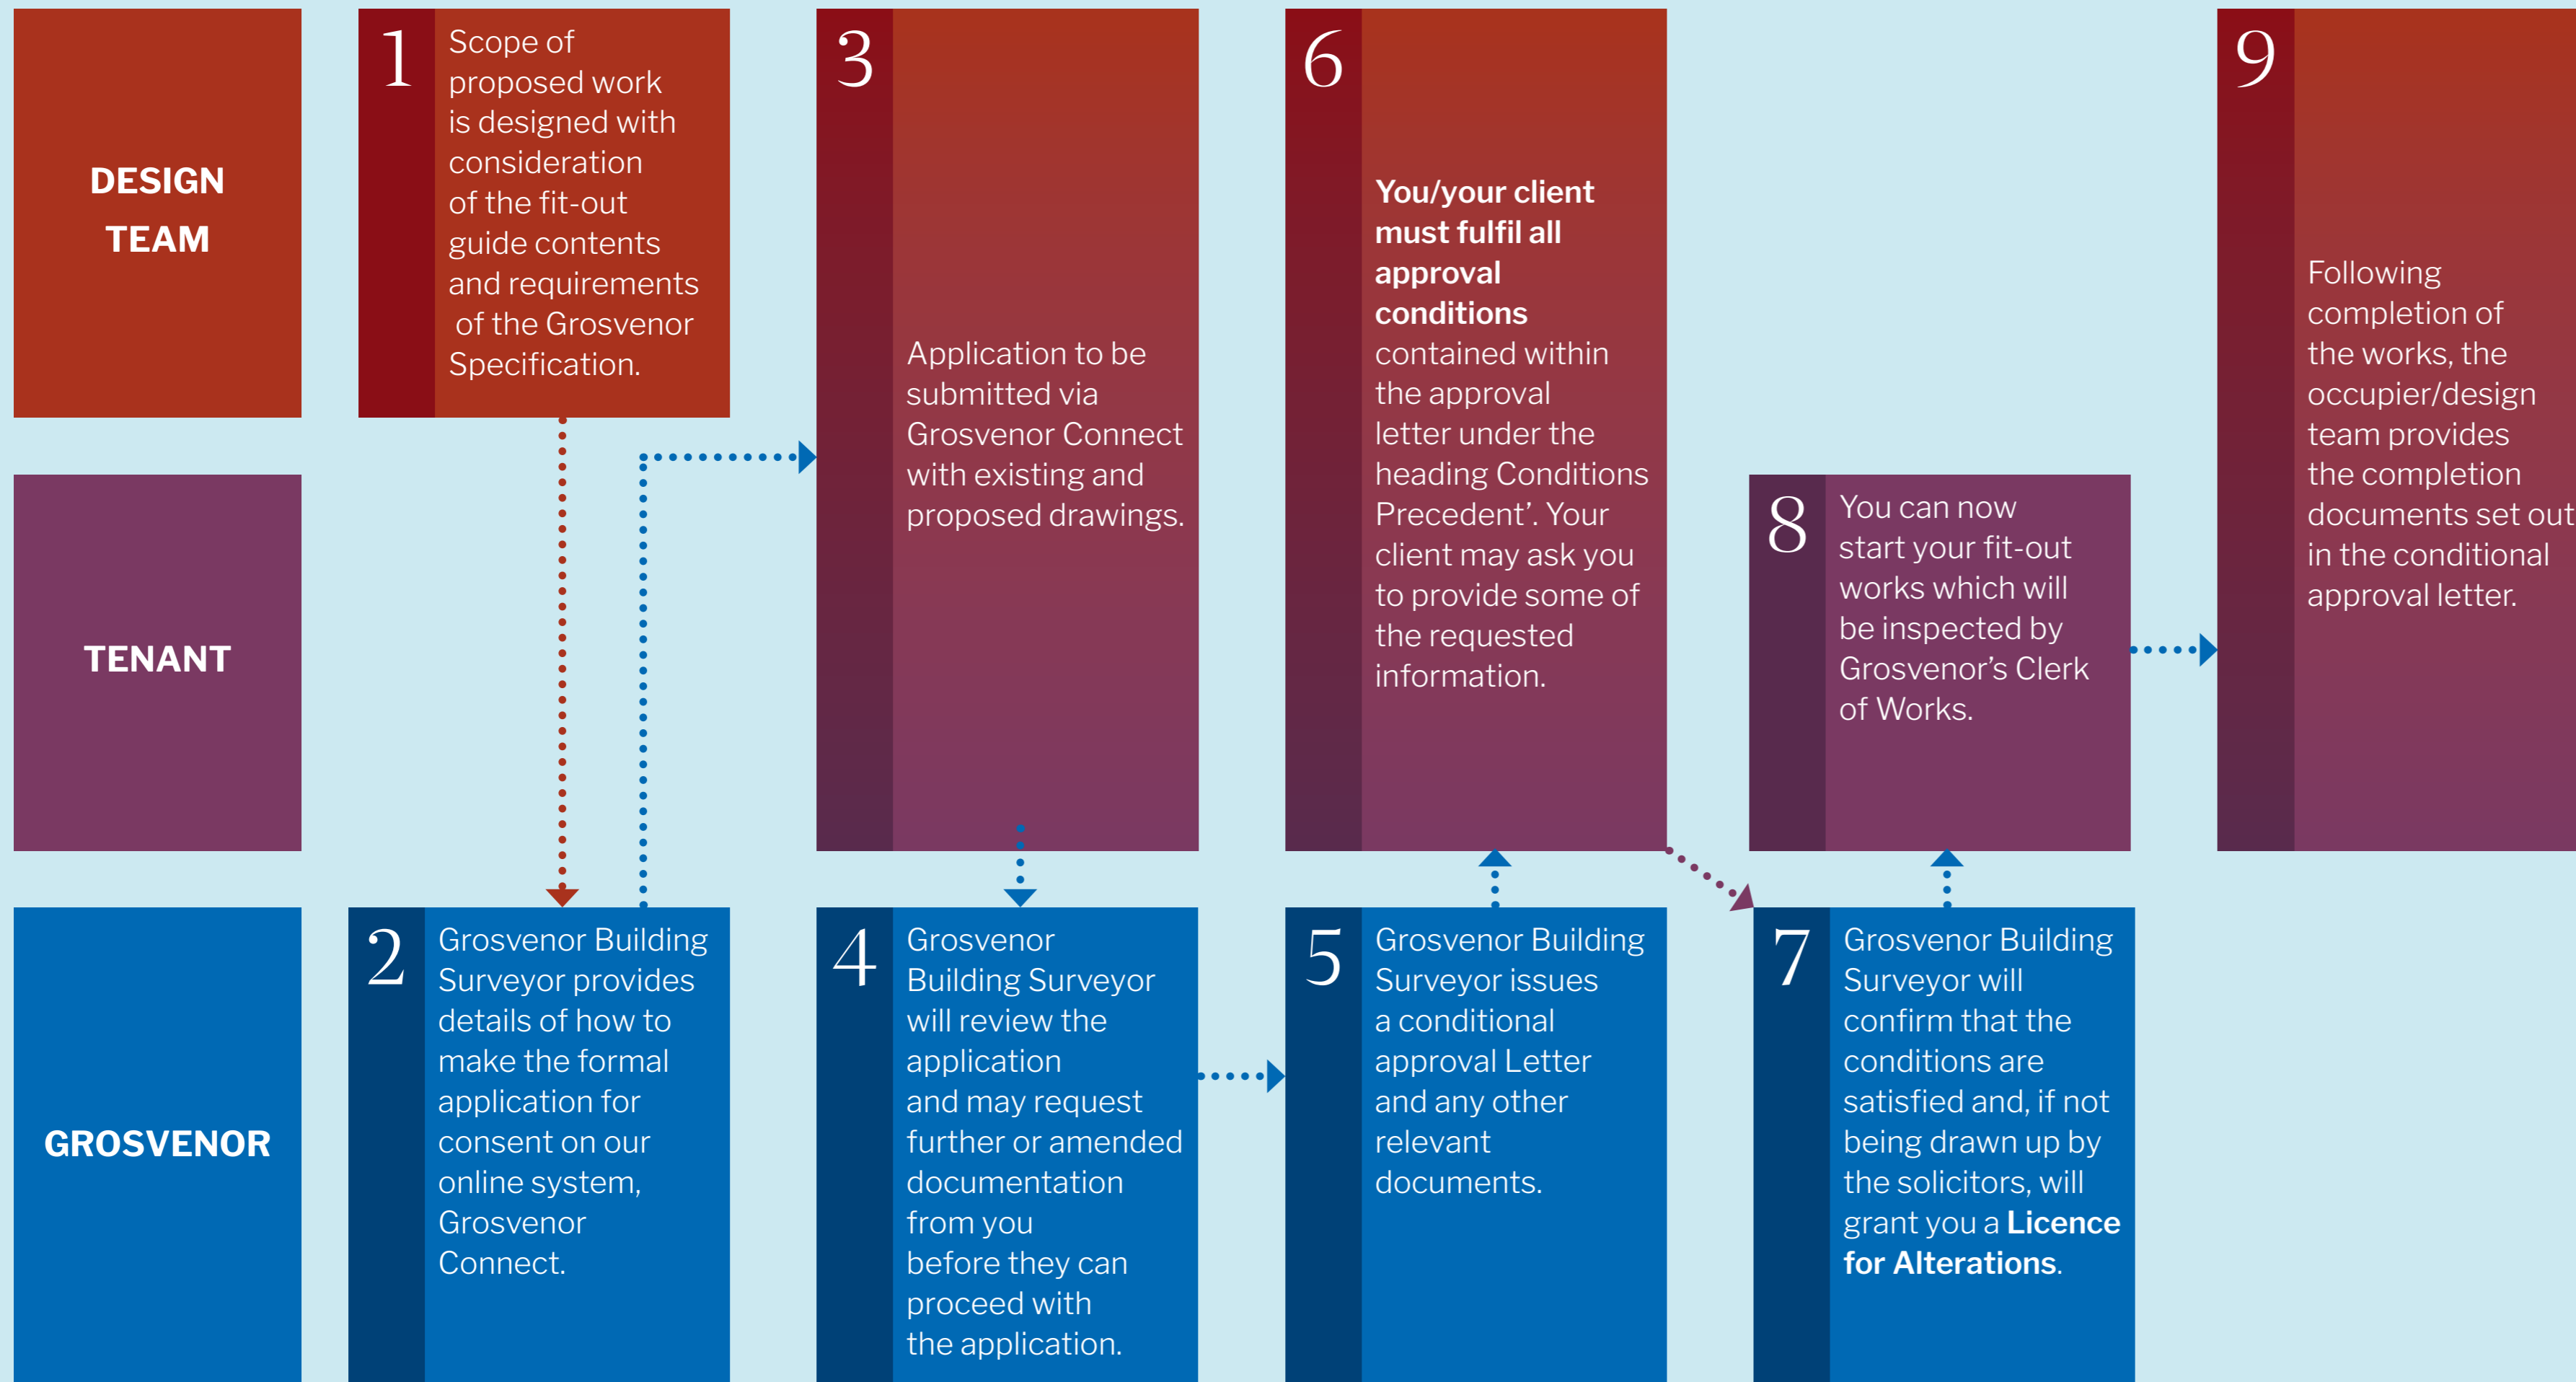 DESIGN
TEAM
TENANT
GROSVENOR
1
Scope of
proposed work
is designed with
consideration
of the fit-out
guide contents
and requirements
of the Grosvenor
Specification.
2
Grosvenor Building
Surveyor provides
details of how to
make the formal
application for
consent on our
online system,
Grosvenor
Connect.
3
Application to be
submitted via
Grosvenor Connect
with existing and
proposed drawings.
4
Grosvenor
Building Surveyor
will review the
application
and may request
further or amended
documentation
from you
before they can
proceed with
the application.
5
Grosvenor Building
Surveyor issues
a conditional
approval Letter
and any other
relevant
documents.
6
You/your client
must fulfil all
approval
conditions
contained within
the approval
letter under the
heading Conditions
Precedent’. Your
client may ask you
to provide some of
the requested
information.
7
Grosvenor Building
Surveyor will
confirm that the
conditions are
satisfied and, if not
being drawn up by
the solicitors, will
grant you a Licence
for Alterations.
8
You can now
start your fit-out
works which will
be inspected by
Grosvenor’s Clerk
of Works.
9
Following
completion of
the works, the
occupier/design
team provides
the completion
documents set out
in the conditional
approval letter.